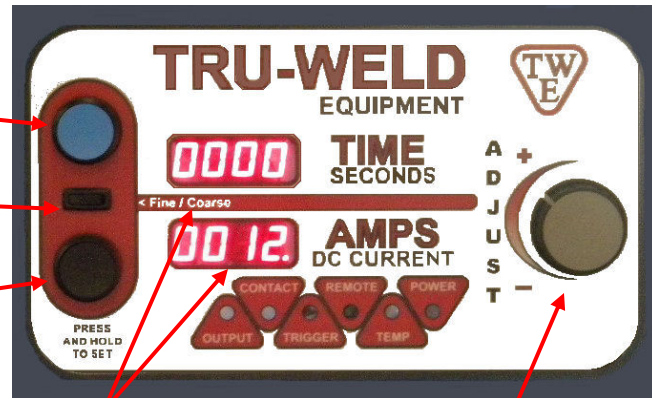 TRU-WELD
EQUIPMENT
TWE
0000
TIME
SECONDS
< Fine / Coarse
0012.
AMPS
DC CURRENT
ADJUST
+
−
CONTACT
REMOTE
POWER
OUTPUT
TRIGGER
TEMP
PRESS
AND HOLD
TO SET